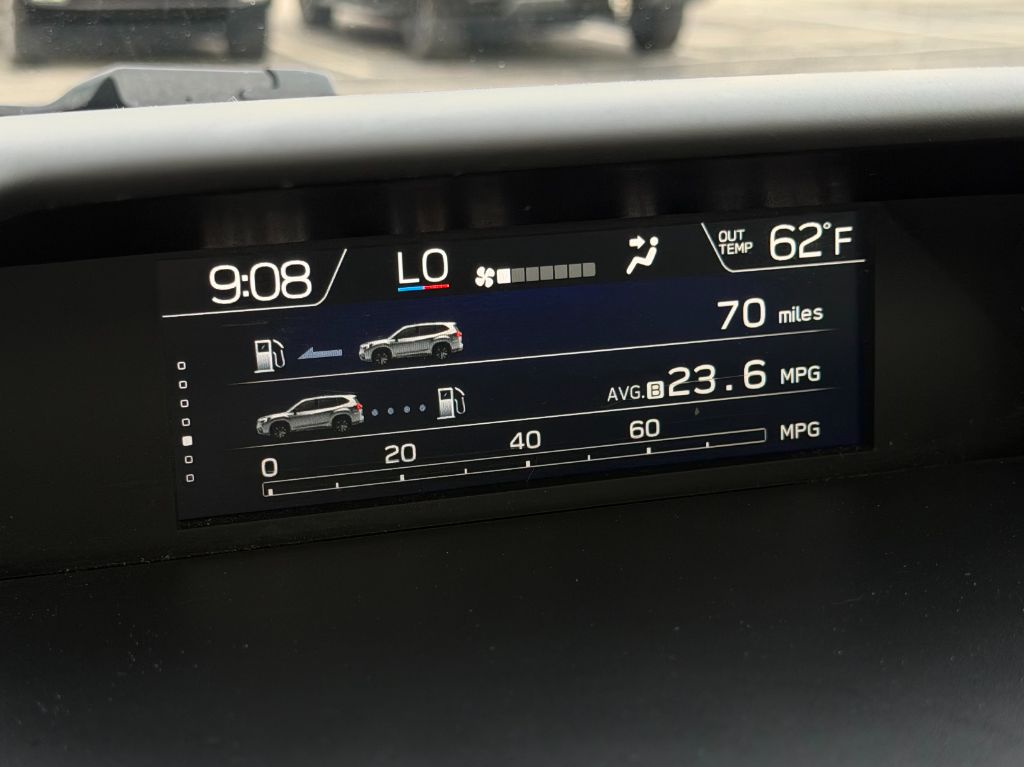 9:08 LO OUT TEMP 62°F
70 miles
AVG. B 23.6 MPG
0 20 40 60 MPG